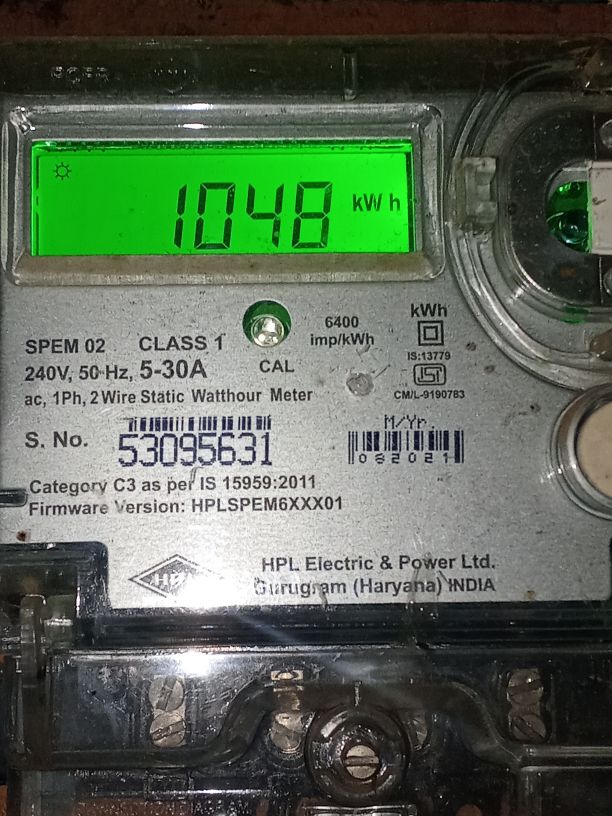 1048 kWh
SPEM 02 CLASS 1
240V, 50 Hz, 5-30A
ac, 1Ph, 2 Wire Static Watthour Meter
CAL
6400
imp/kWh
kWh
IS:13779
ISI
CM/L-9190783
S. No. 53095631
M/Yr
082021
Category C3 as per IS 15959:2011
Firmware Version: HPLSPEM6XXX01
HPL
HPL Electric & Power Ltd.
Gurugram (Haryana) INDIA